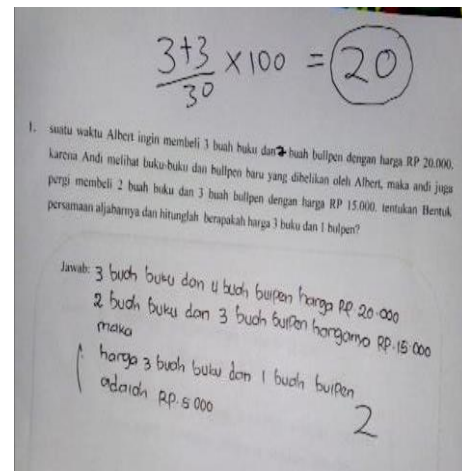 3+3
30
× 100 = 20
1. suatu waktu Albert ingin membeli 3 buah buku dan buah bullpen dengan harga RP 20.000.
karena Andi melihat buku-buku dan bullpen baru yang dibelikan oleh Albert, maka andi juga
pergi membeli 2 buah buku dan 3 buah bullpen dengan harga RP 15.000. tentukan Bentuk
persamaan aljabarnya dan hitunglah berapakah harga 3 buku dan 1 bulpen?
Jawab: 3 buah buku dan 4 buah bulpen harga RP 20.000
2 buah buku dan 3 buah bulpen harganya RP.15.000
maka
harga 3 buah buku dan 1 buah bulpen
adalah RP.5.000
2